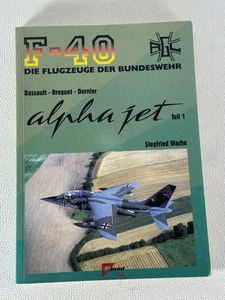 F-40
DIE FLUGZEUGE DER BUNDESWEHR
Dassault - Breguet - Dornier
alpha jet
Teil 1
Siegfried Wache